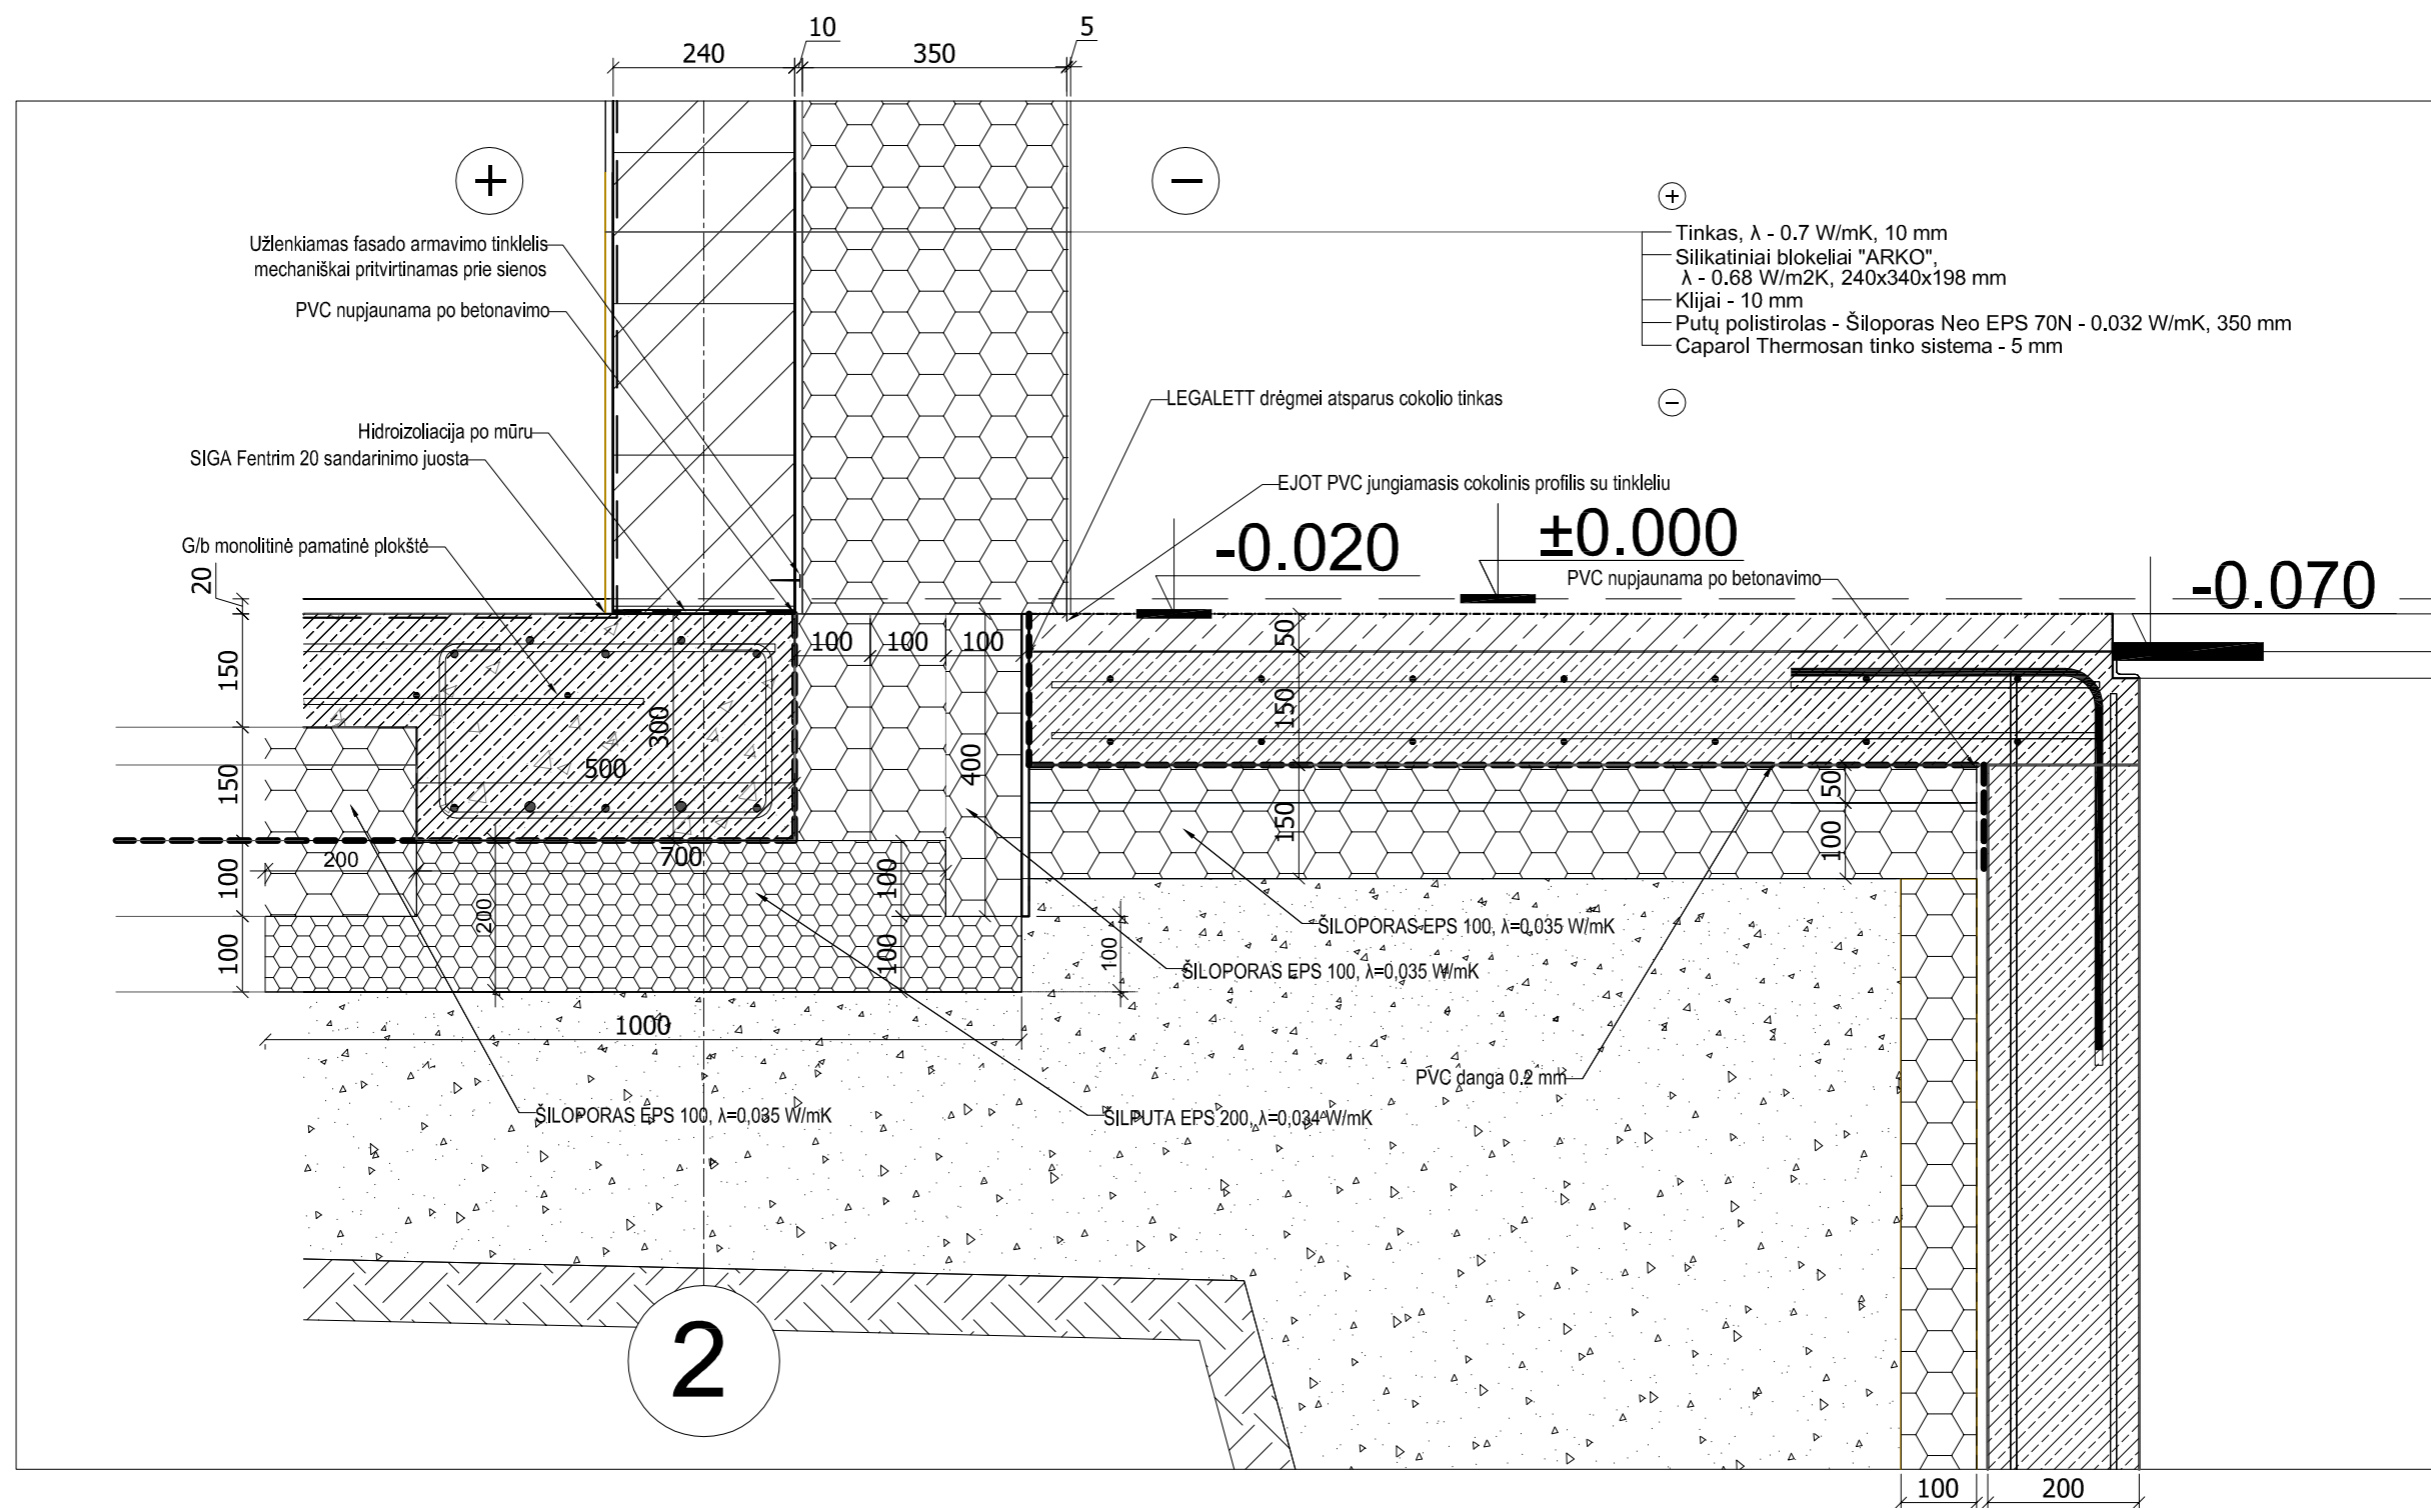 240
10
350
5
+
−
+
Tinkas, λ - 0.7 W/mK, 10 mm
Silikatiniai blokeliai "ARKO",
λ - 0.68 W/m2K, 240x340x198 mm
Klijai - 10 mm
Putų polistirolas - Šiloporas Neo EPS 70N - 0.032 W/mK, 350 mm
Caparol Thermosan tinko sistema - 5 mm
−
Užlenkiamas fasado armavimo tinklelis
mechaniškai pritvirtinamas prie sienos
PVC nupjaunama po betonavimo
LEGALETT drėgmei atsparus cokolio tinkas
Hidroizoliacija po mūru
SIGA Fentrim 20 sandarinimo juosta
EJOT PVC jungiamasis cokolinis profilis su tinkleliu
G/b monolitinė pamatinė plokštė
-0.020
±0.000
PVC nupjaunama po betonavimo
-0.070
20
150
150
100
100
100
100
100
50
150
150
50
100
300
500
400
200
700
200
100
100
100
1000
ŠILOPORAS EPS 100, λ=0,035 W/mK
ŠILOPORAS EPS 100, λ=0,035 W/mK
PVC danga 0.2 mm
ŠILOPORAS EPS 100, λ=0,035 W/mK
ŠILPUTA EPS 200, λ=0,034 W/mK
2
100
200